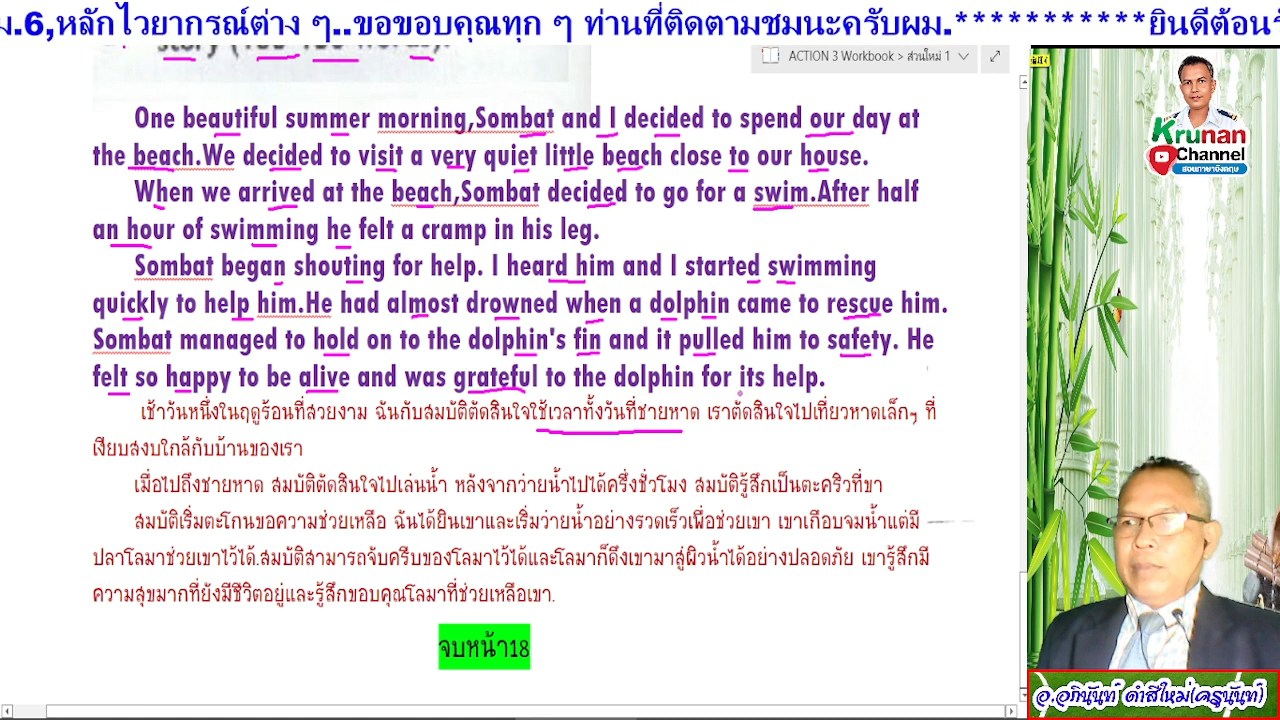 ม.6,หลักไวยากรณ์ต่าง ๆ..ขอขอบคุณทุก ๆ ท่านที่ติดตามชมนะครับผม.***********ยินดีต้อน
ACTION 3 Workbook > ส่วนใหม่ 1
One beautiful summer morning,Sombat and I decided to spend our day at
the beach.We decided to visit a very quiet little beach close to our house.
When we arrived at the beach,Sombat decided to go for a swim.After half
an hour of swimming he felt a cramp in his leg.
Sombat began shouting for help. I heard him and I started swimming
quickly to help him.He had almost drowned when a dolphin came to rescue him.
Sombat managed to hold on to the dolphin's fin and it pulled him to safety. He
felt so happy to be alive and was grateful to the dolphin for its help.
เช้าวันหนึ่งในฤดูร้อนที่สวยงาม ฉันกับสมบัติตัดสินใจใช้เวลาทั้งวันที่ชายหาด เราตัดสินใจไปเที่ยวหาดเล็กๆ ที่
เงียบสงบใกล้กับบ้านของเรา
เมื่อไปถึงชายหาด สมบัติตัดสินใจไปเล่นน้ำ หลังจากว่ายน้ำไปได้ครึ่งชั่วโมง สมบัติรู้สึกเป็นตะคริวที่ขา
สมบัติเริ่มตะโกนขอความช่วยเหลือ ฉันได้ยินเขาและเริ่มว่ายน้ำอย่างรวดเร็วเพื่อช่วยเขา เขาเกือบจมน้ำแต่มี
ปลาโลมาช่วยเขาไว้ได้.สมบัติสามารถจับครีบของโลมาไว้ได้และโลมาก็ดึงเขามาสู่ผิวน้ำได้อย่างปลอดภัย เขารู้สึกมี
ความสุขมากที่ยังมีชีวิตอยู่และรู้สึกขอบคุณโลมาที่ช่วยเหลือเขา.
จบหน้า18
Krunan
Channel
สอนภาษาอังกฤษ
อ.อภินันท์ ดำสีใหม่(ครูนันท์)